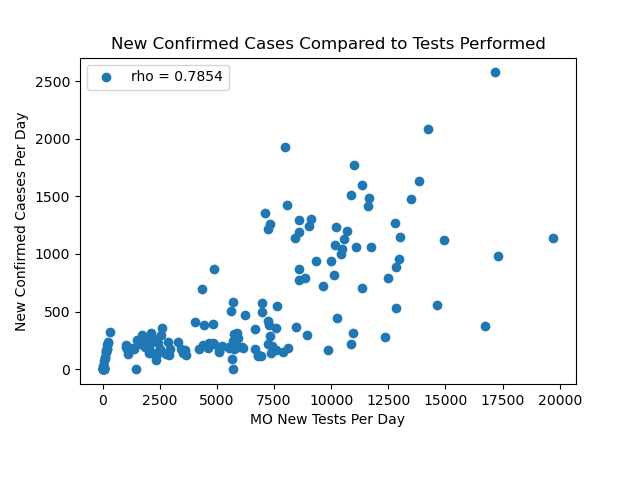 New Confirmed Cases Compared to Tests Performed
rho = 0.7854
New Confirmed Caeses Per Day
2500
2000
1500
1000
500
0
0 2500 5000 7500 10000 12500 15000 17500 20000
MO New Tests Per Day